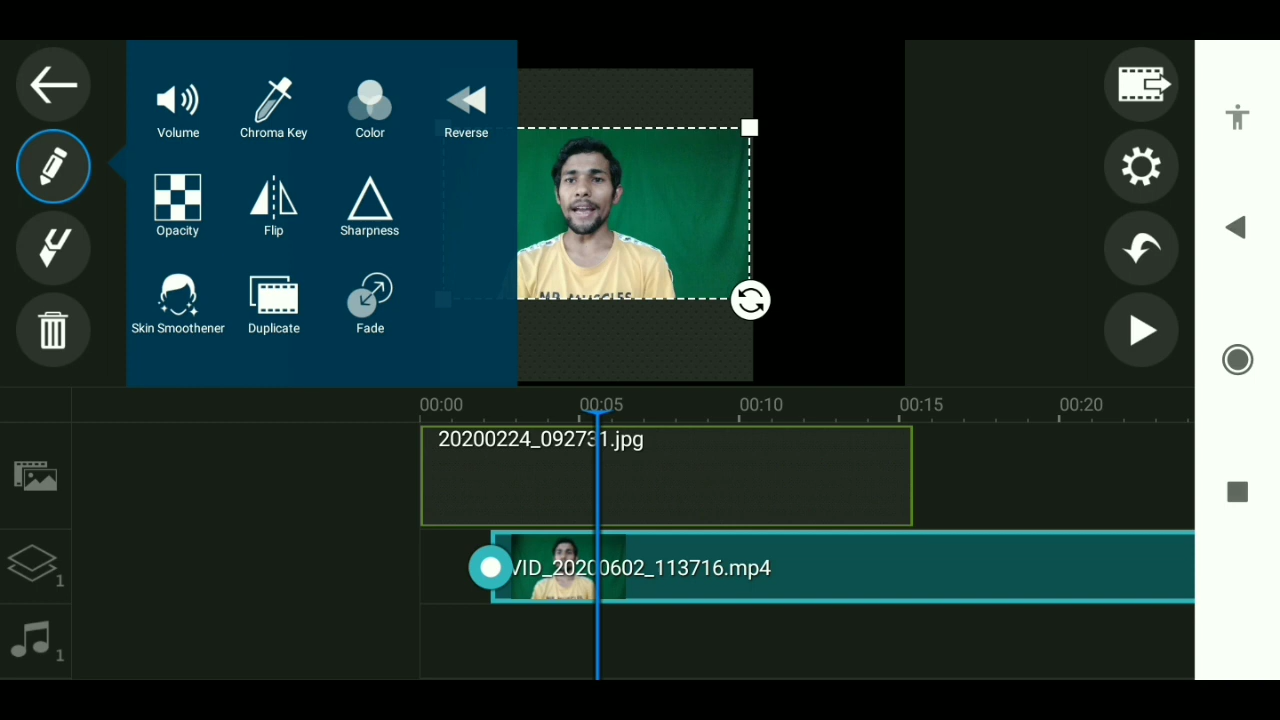 Volume
Chroma Key
Color
Reverse
Opacity
Flip
Sharpness
Skin Smoothener
Duplicate
Fade
00:00
00:05
00:10
00:15
00:20
20200224_092731.jpg
VID_20200602_113716.mp4
1
1